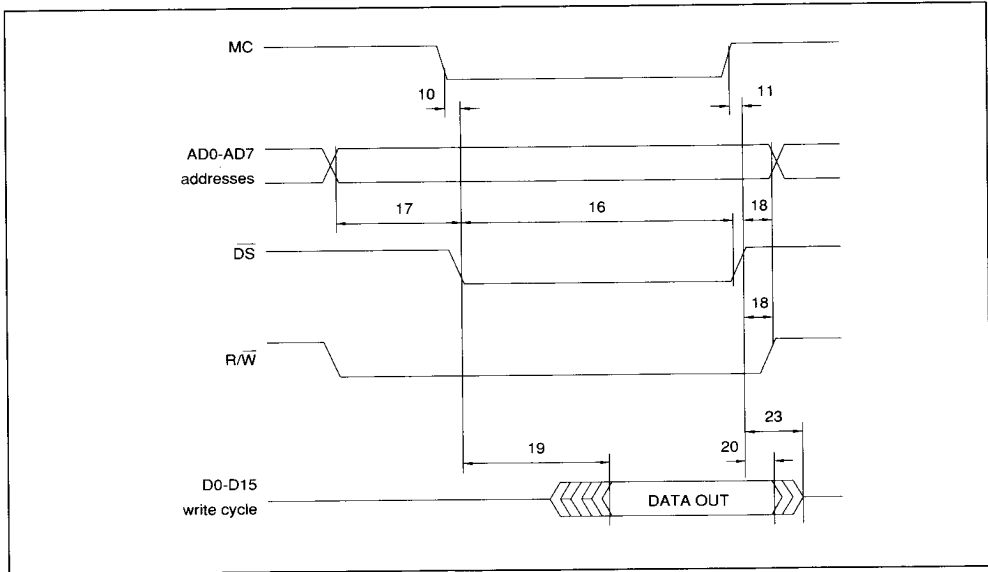 MC
10
11
AD0-AD7
addresses
17
16
18
D̅S̅
18
R/W̅
23
19
20
D0-D15
write cycle
DATA OUT